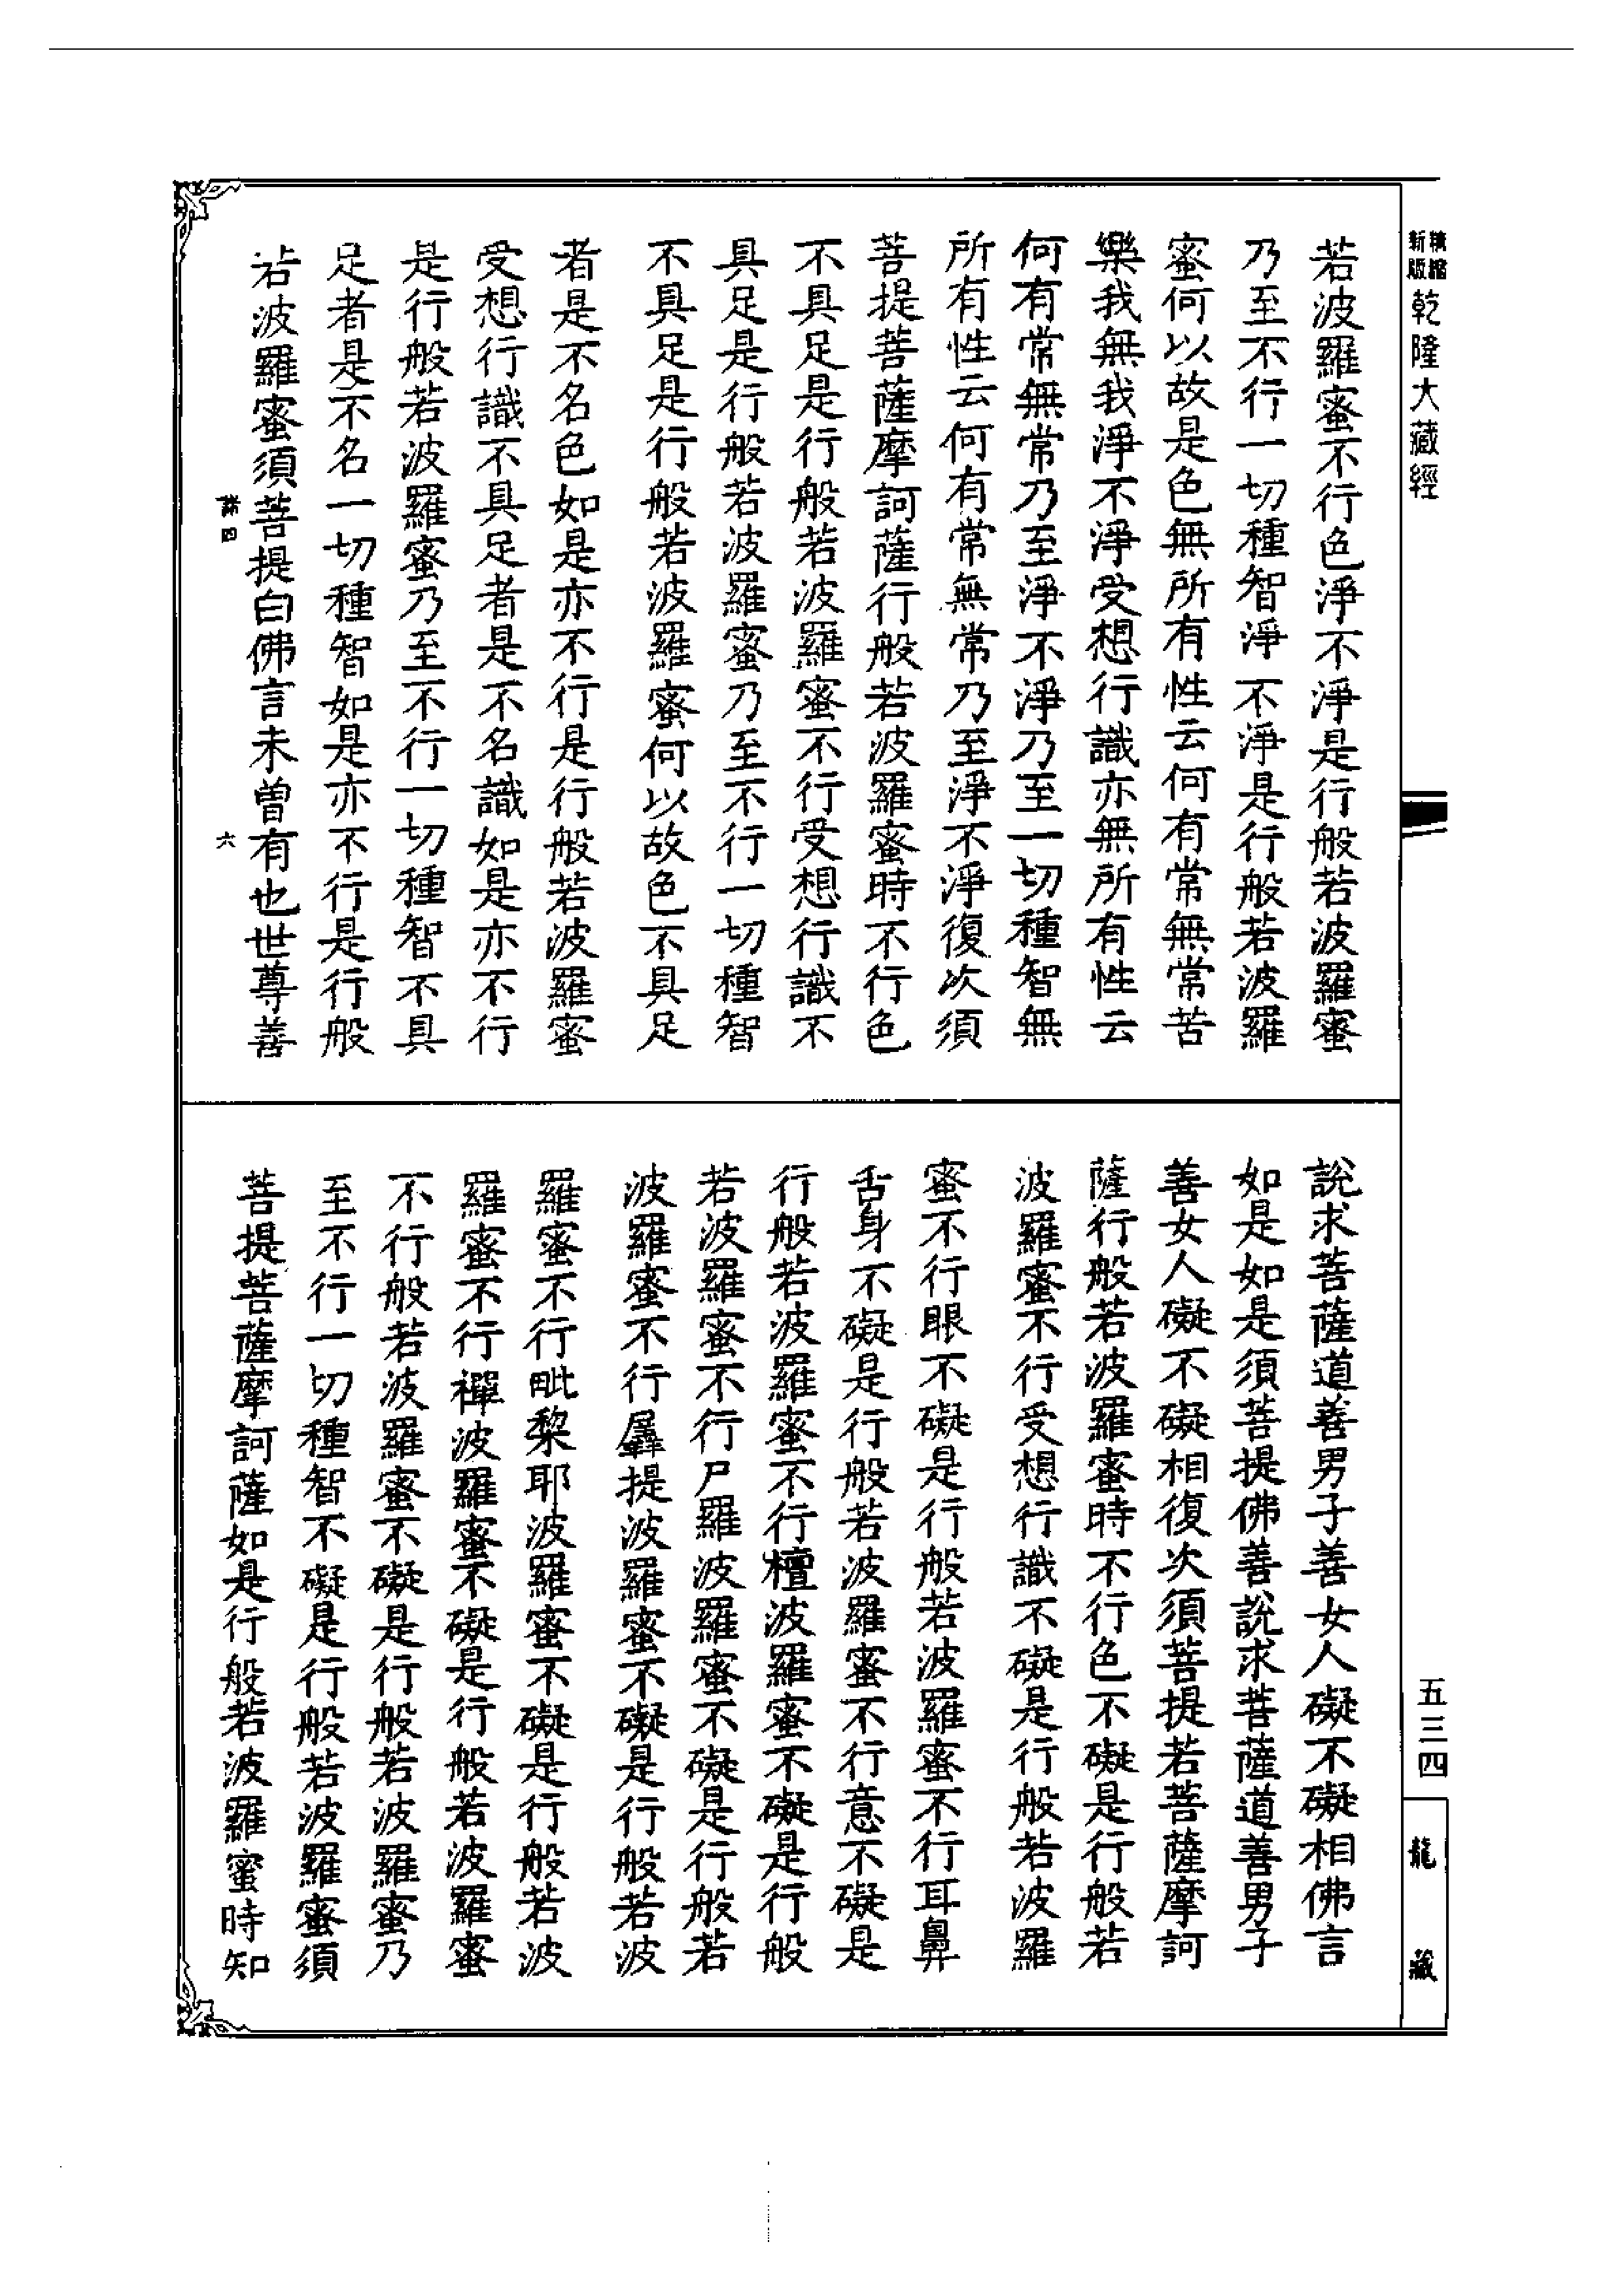 精縮新版乾隆大藏經
若波羅蜜不行色淨不淨是行般若波羅蜜
乃至不行一切種智淨不淨是行般若波羅
蜜何以故是色無所有性云何有常無常苦
樂我無我淨不淨受想行識亦無所有性云
何有常無常乃至淨不淨乃至一切種智無
所有性云何有常無常乃至淨不淨復次須
菩提菩薩摩訶薩行般若波羅蜜時不行色
不具足是行般若波羅蜜不行受想行識不
具足是行般若波羅蜜乃至不行一切種智
不具足是行般若波羅蜜何以故色不具足
者是不名色如是亦不行是行般若波羅蜜
受想行識不具足者是不名識如是亦不行
是行般若波羅蜜乃至不行一切種智不具
足者是不名一切種智如是亦不行是行般
若波羅蜜須菩提白佛言未曾有也世尊善
四 六
說求菩薩道善男子善女人礙不礙相佛言
如是如是須菩提佛善說求菩薩道善男子
善女人礙不礙相復次須菩提若菩薩摩訶
薩行般若波羅蜜時不行色不礙是行般若
波羅蜜不行受想行識不礙是行般若波羅
蜜不行眼不礙是行般若波羅蜜不行耳鼻
舌身不礙是行般若波羅蜜不行意不礙是
行般若波羅蜜不行檀波羅蜜不礙是行般
若波羅蜜不行尸羅波羅蜜不礙是行般若
波羅蜜不行羼提波羅蜜不礙是行般若波
羅蜜不行毗黎耶波羅蜜不礙是行般若波
羅蜜不行禪波羅蜜不礙是行般若波羅蜜
不行般若波羅蜜不礙是行般若波羅蜜乃
至不行一切種智不礙是行般若波羅蜜須
菩提菩薩摩訶薩如是行般若波羅蜜時知
五三四
龍藏